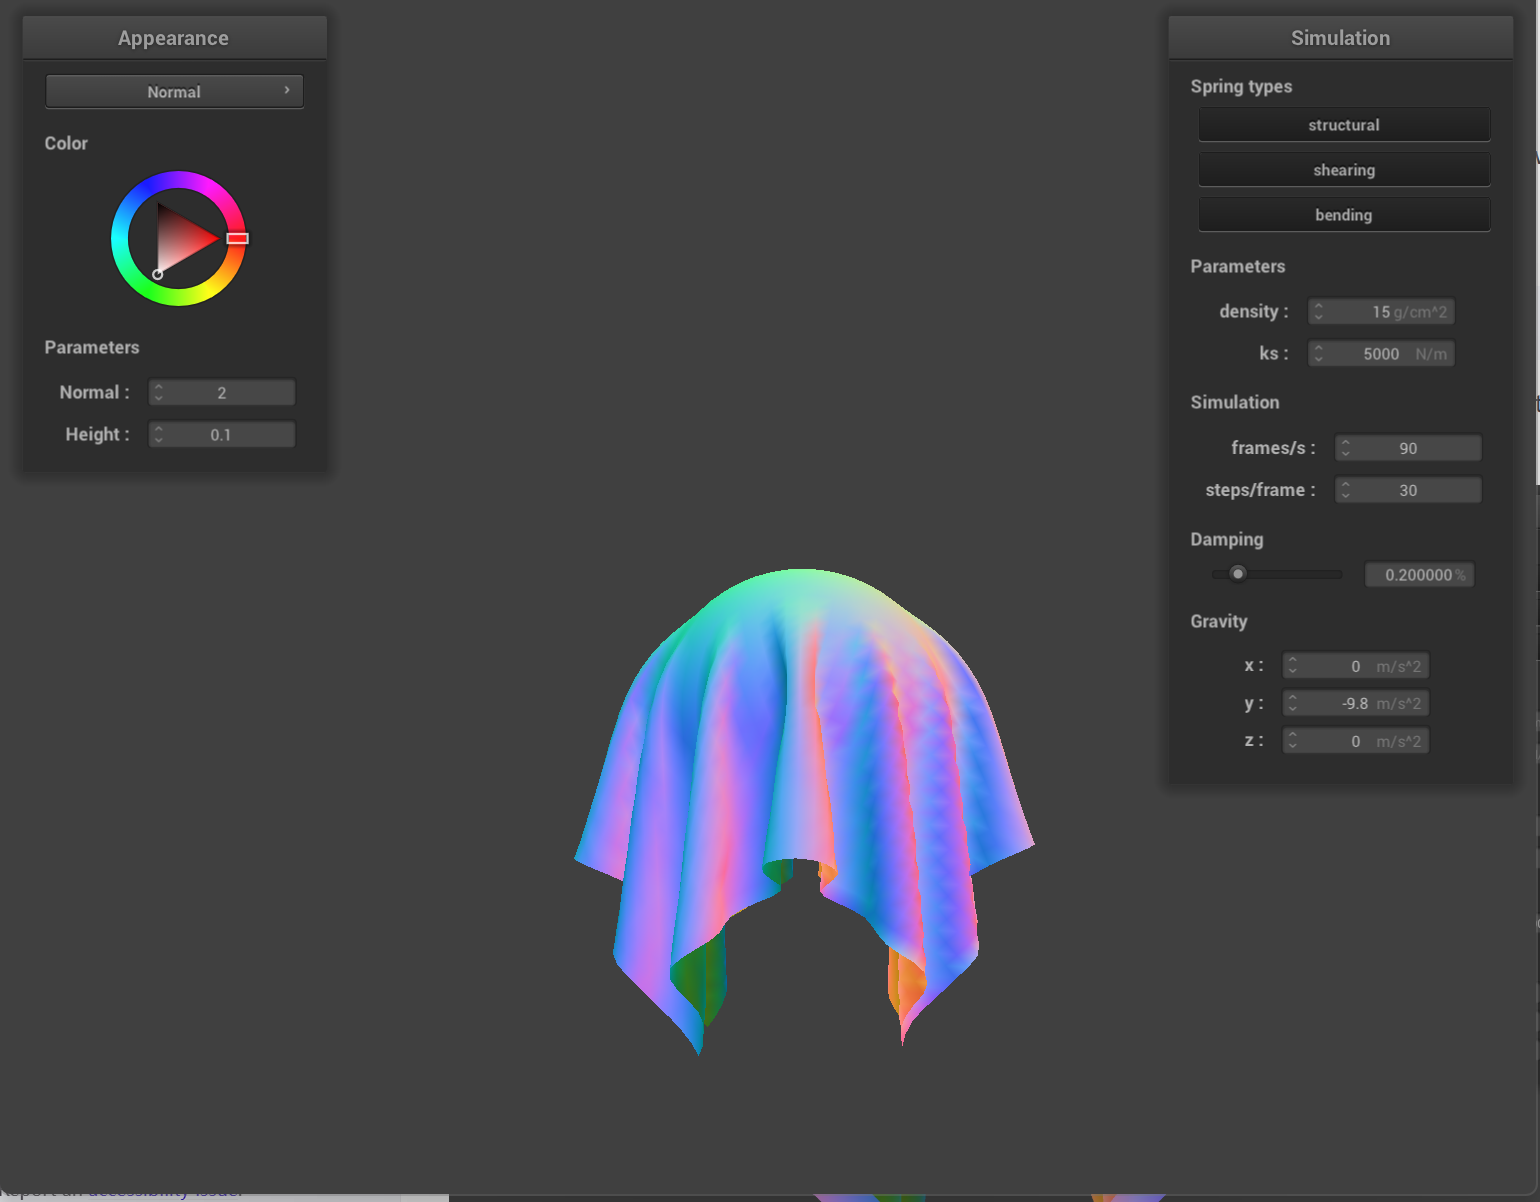 Appearance
Normal
Color
Parameters
Normal :
2
Height :
0.1
Simulation
Spring types
structural
shearing
bending
Parameters
density :
15 g/cm^2
ks :
5000 N/m
Simulation
frames/s :
90
steps/frame :
30
Damping
0.200000 %
Gravity
x :
0 m/s^2
y :
-9.8 m/s^2
z :
0 m/s^2
accessibility issue.